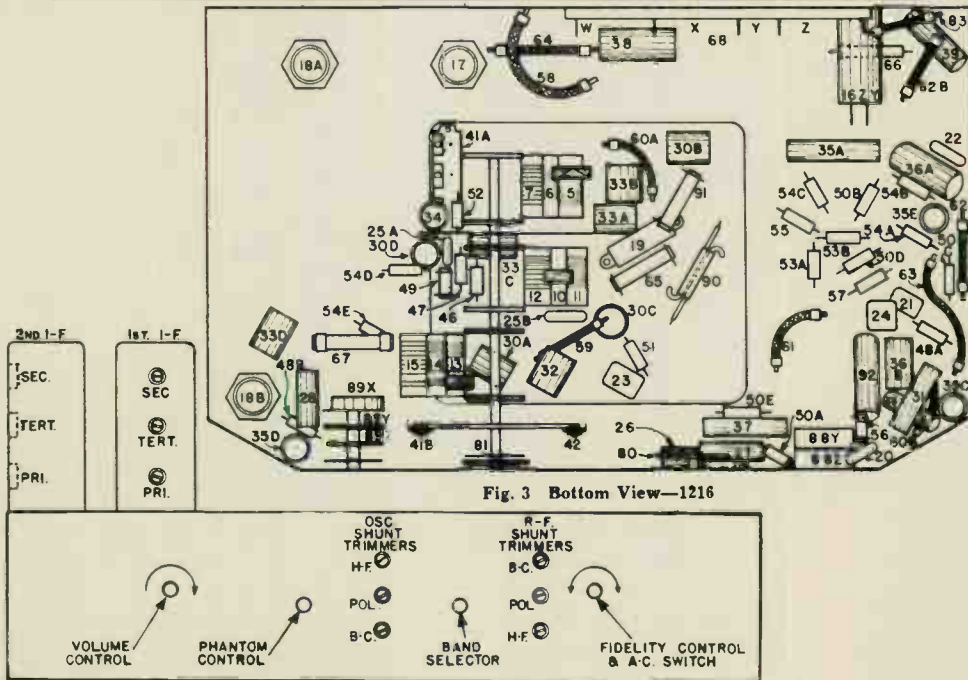 W X 68 Y Z
83
64
38
39
18A
17
58
66
16ZY
62B
41A
60A
30B
35A
22
36A
7 6 5
33B
91
54C
50B
54B
52
34
33A
35E
55
54A
62
25A
30D
19
53B
50
33C
65
90
53A
50D
63
54D
49
12 10 11
57
47
46
25B
30C
21
24
54E
33D
30A
59
51
61
48A
2ND I-F
1ST. I-F
67
15 14 13
32
23
92
36
SEC.
SEC
48B
18B
28
89X
50E
TERT.
TERT.
35D
41B
81
42
26
37
50A
88Y
56
80
88Z
20
PRI.
PRI.
Fig. 3 Bottom View—1216
OSC
SHUNT
TRIMMERS
R-F.
SHUNT
TRIMMERS
H-F.
B-C.
POL.
POL
B-C.
H-F.
VOLUME
CONTROL
PHANTOM
CONTROL
BAND
SELECTOR
FIDELITY CONTROL
& A-C. SWITCH